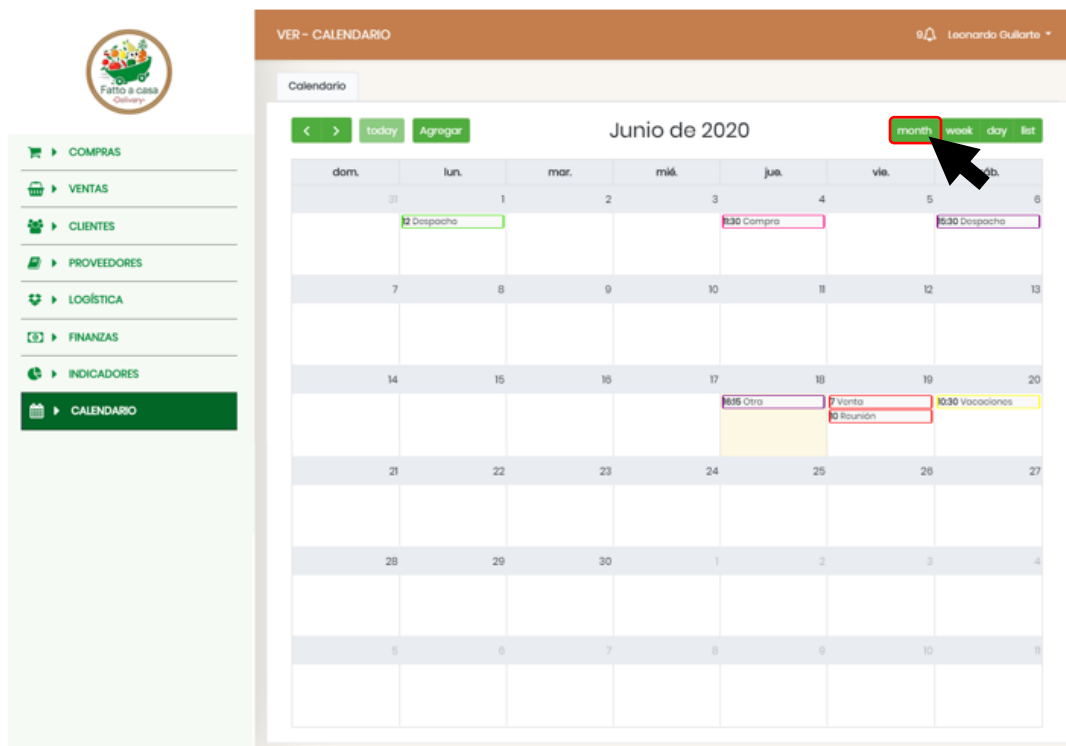 Fatto a casa
-Delivery-
COMPRAS
VENTAS
CLIENTES
PROVEEDORES
LOGÍSTICA
FINANZAS
INDICADORES
CALENDARIO
VER - CALENDARIO
9 Leonardo Guilarte
Calendario
< > today Agregar Junio de 2020 month week day list
dom. lun. mar. mié. jue. vie. áb.
31 1 2 3 4 5 6
12 Despacho 11:30 Compra 15:30 Despacho
7 8 9 10 11 12 13
14 15 16 17 18 19 20
16:15 Otra 7 Venta 10:30 Vacaciones
10 Reunión
21 22 23 24 25 26 27
28 29 30 1 2 3 4
5 6 7 8 9 10 11